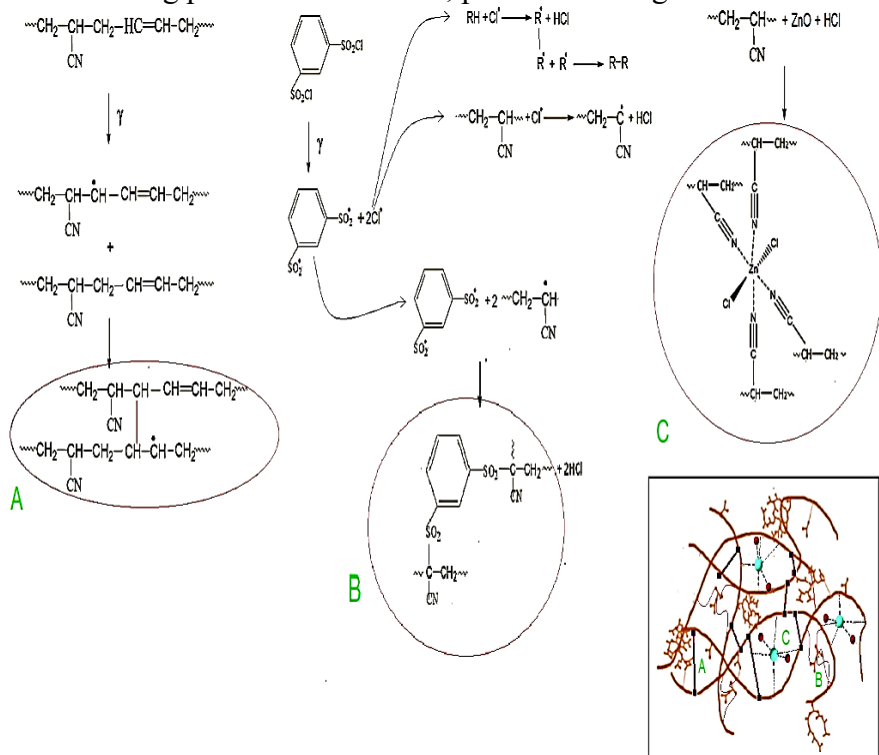 ~CH₂-CH-CH₂-HC=CH-CH₂~
CN
γ
~CH₂-CH-ĊH-CH=CH-CH₂~
CN
+
~CH₂-CH-CH₂-CH=CH-CH₂~
CN
~CH₂-CH-CH-CH=CH-CH₂~
CN
~CH₂-CH-CH₂-CH-ĊH-CH₂~
CN
A
SO₂Cl
SO₂Cl
γ
SO₂• + 2Cl•
SO₂•
RH + Cl• → R• + HCl
R• + R• → R-R
~CH₂-CH~ + Cl• → ~CH₂-Ċ~ + HCl
CN CN
SO₂• + 2 ~CH₂-ĊH
CN
SO₂•
SO₂-C-CH₂~ + 2HCl
CN
SO₂
~C-CH₂~
CN
B
~CH₂-CH~ + ZnO + HCl
CN
~CH-CH₂~
~CH-CH₂~
C
C
N
N
Cl
Zn
Cl
N
N
C
C
~CH-CH₂~
~CH-CH₂~
C
A
C
B